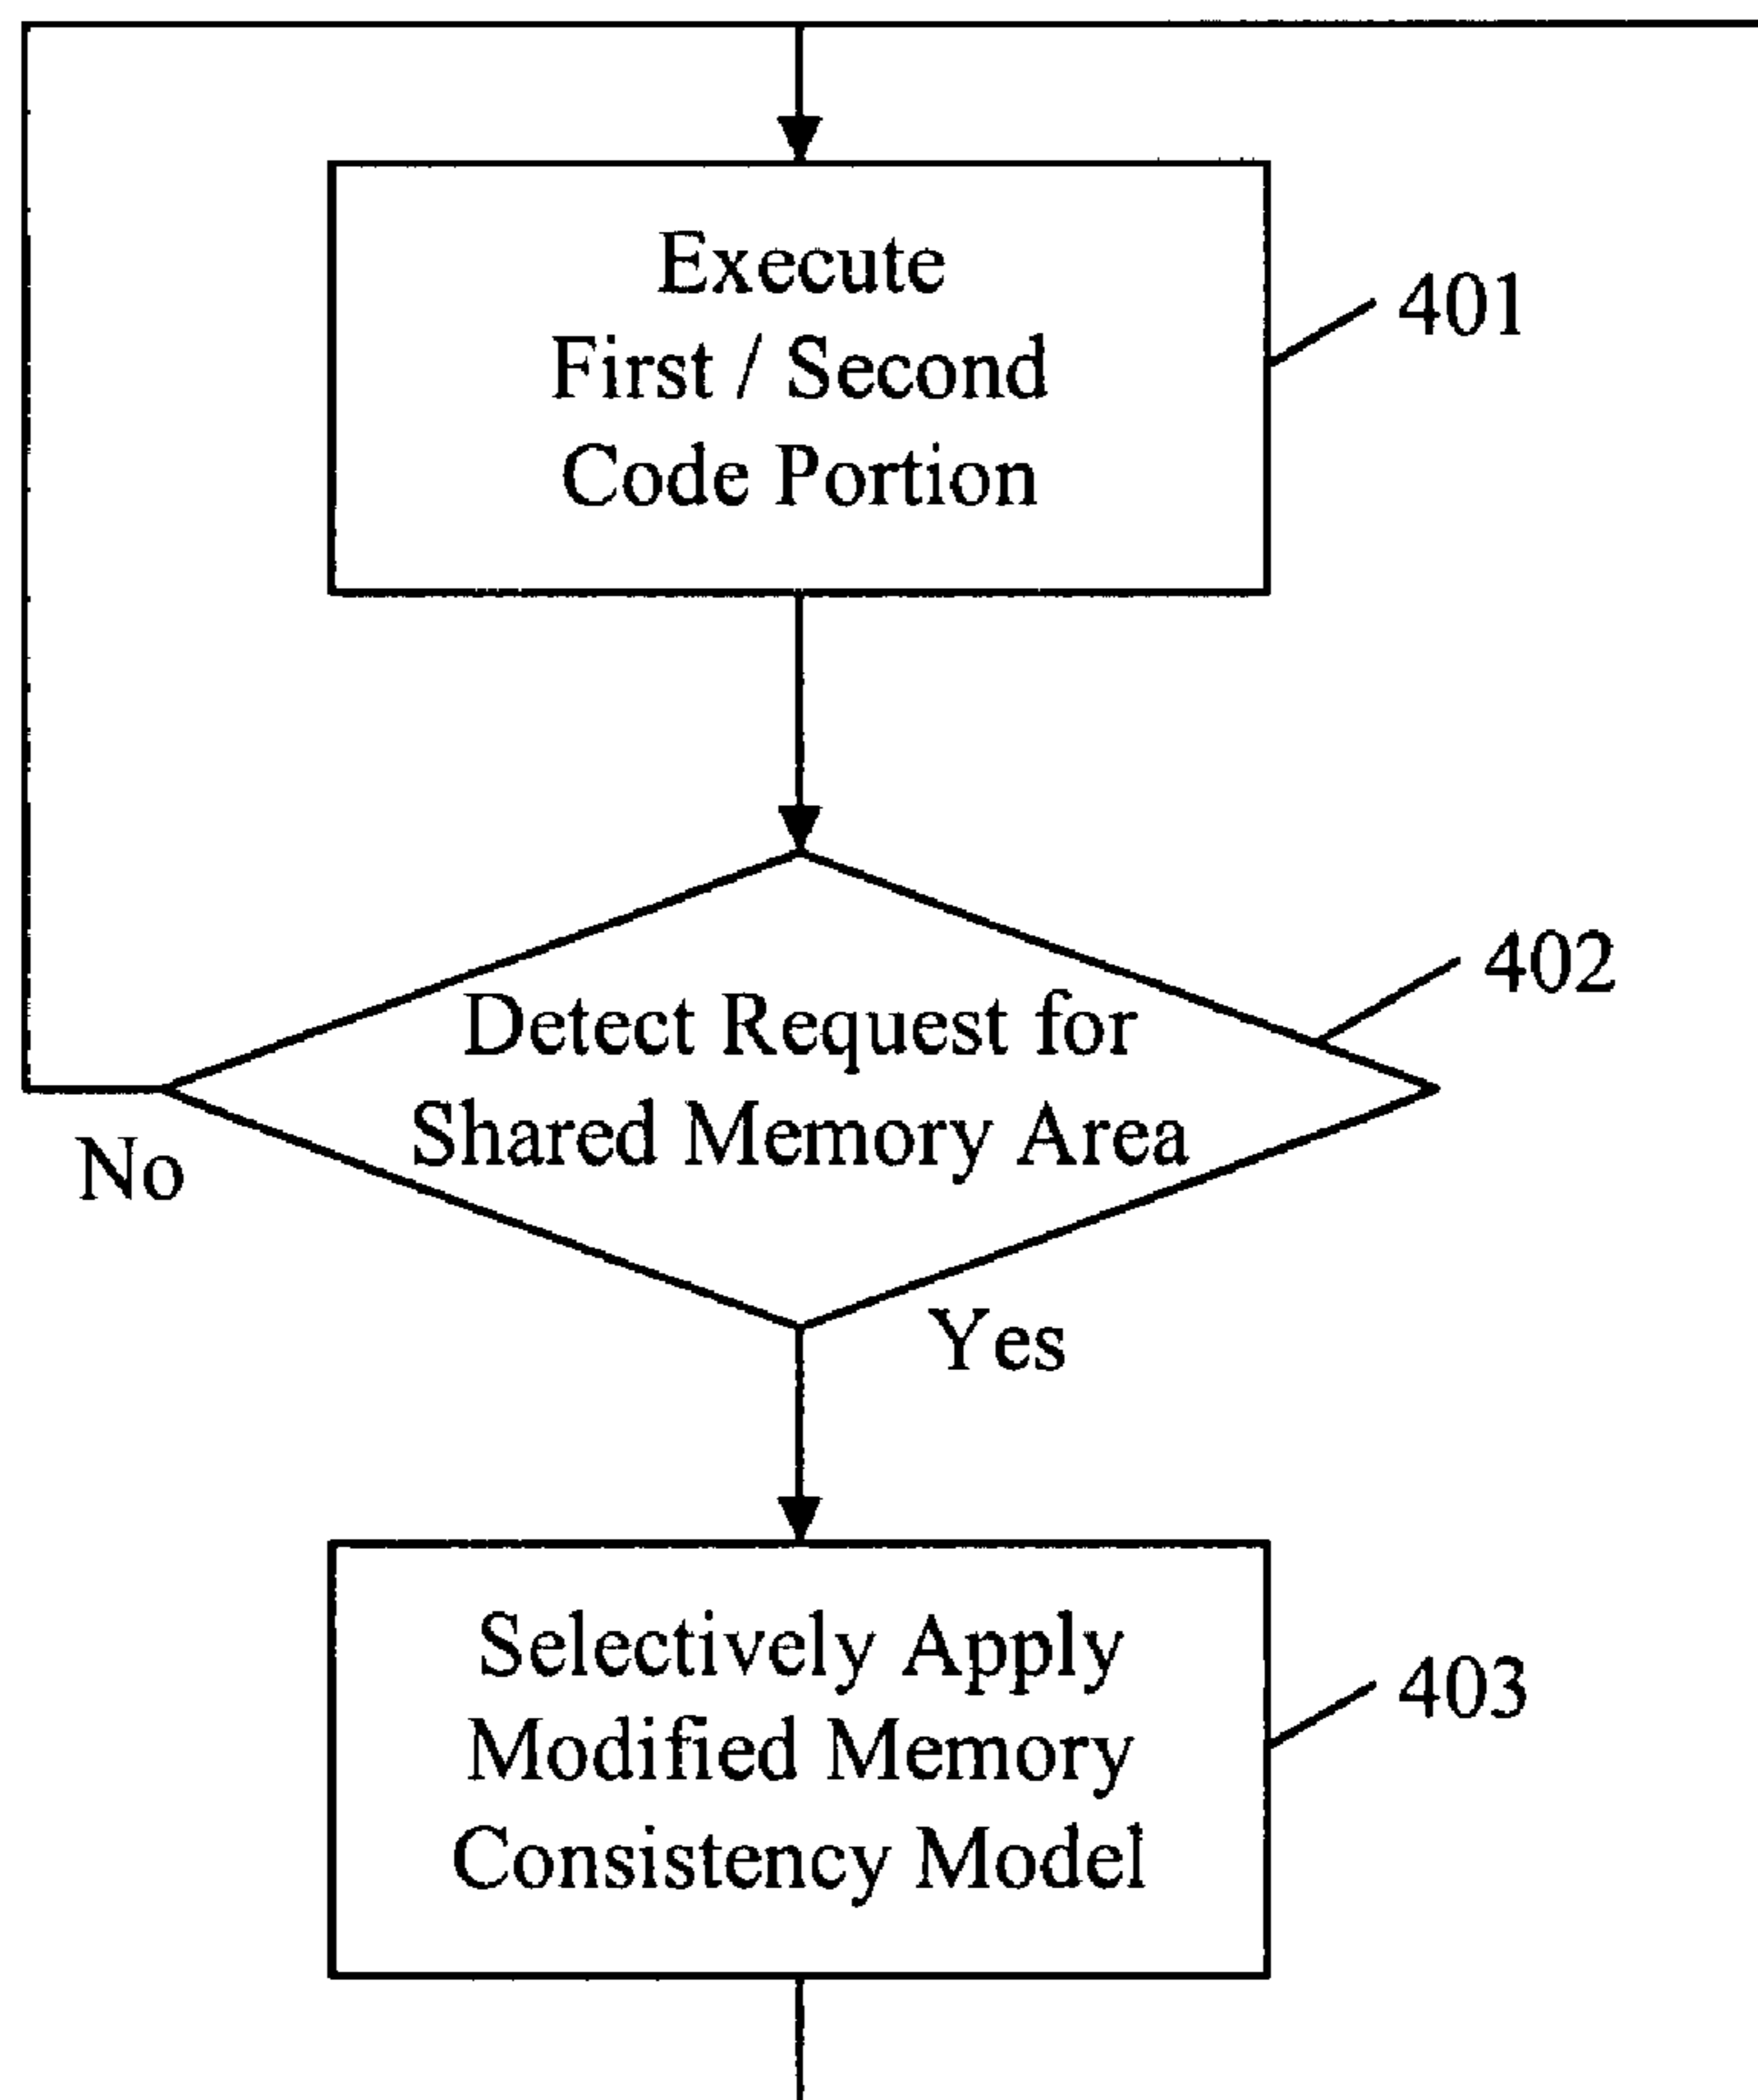 Execute
First / Second
Code Portion
401
Detect Request for
Shared Memory Area
402
No
Yes
Selectively Apply
Modified Memory
Consistency Model
403